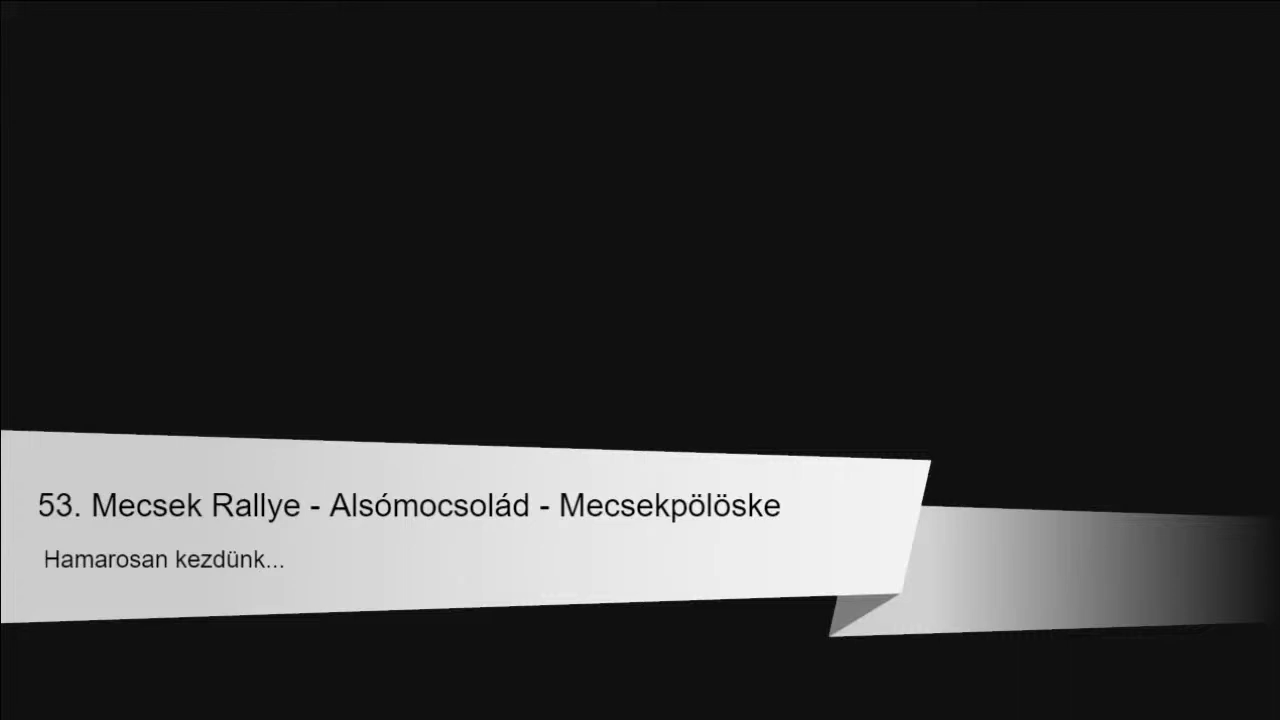 53. Mecsek Rallye - Alsómocsolád - Mecsekpölöske
Hamarosan kezdünk...